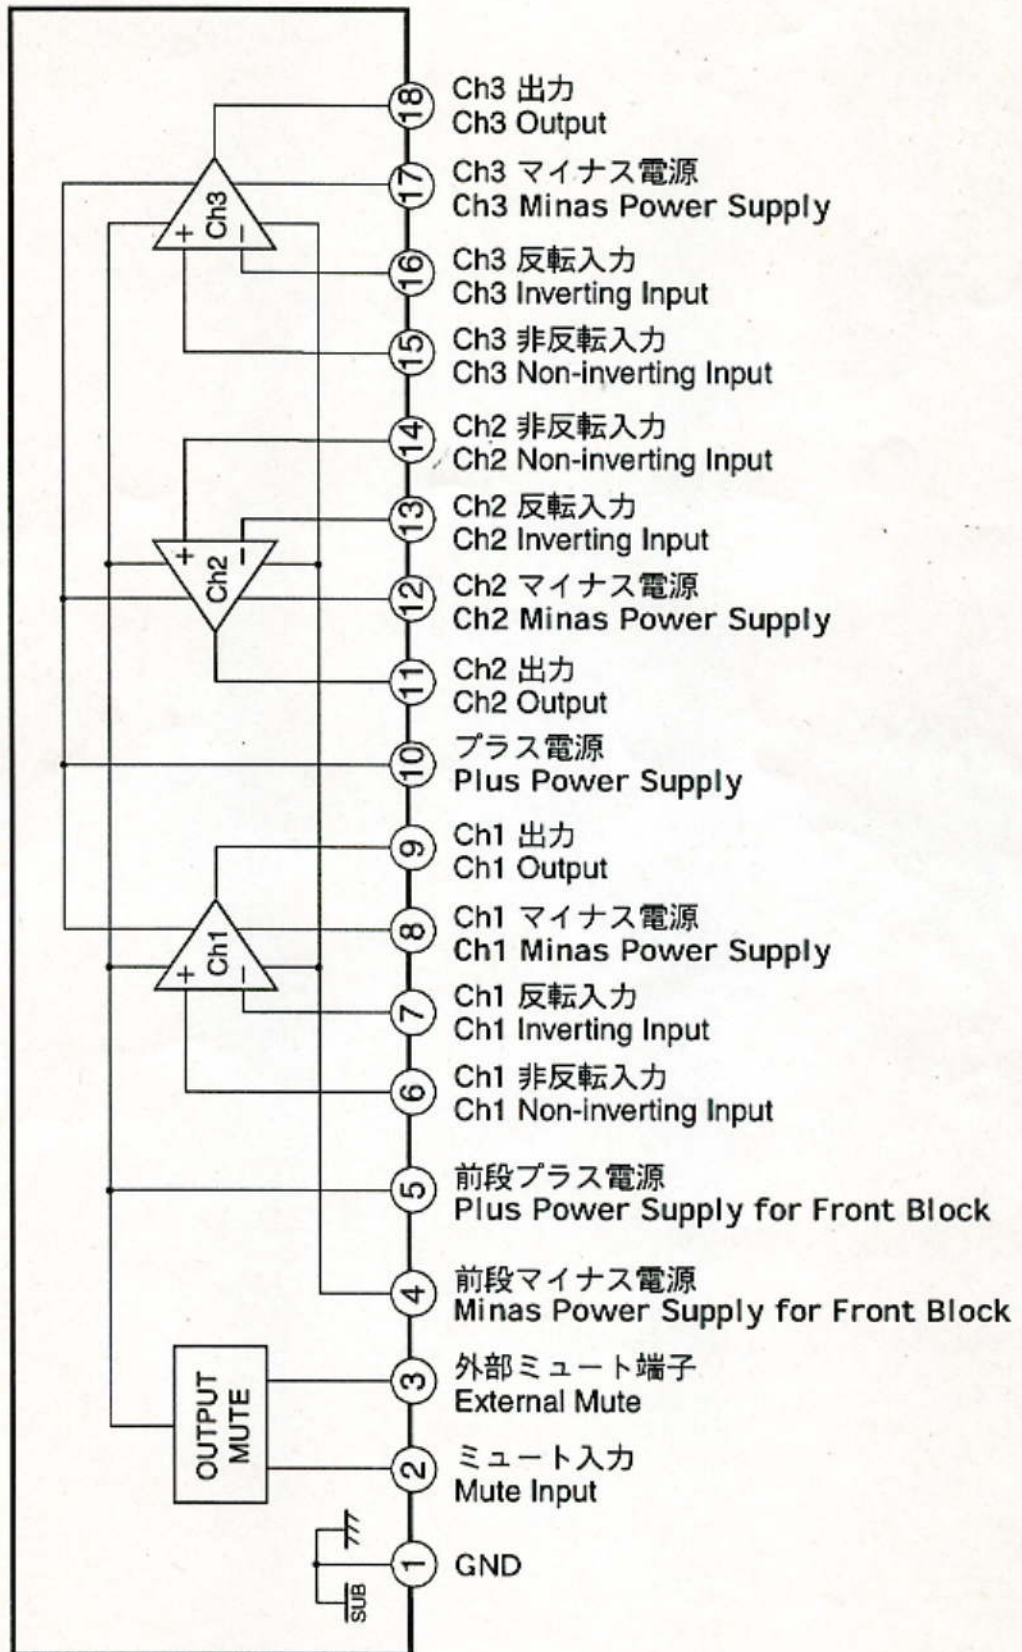 18
Ch3 出力
Ch3 Output
17
Ch3 マイナス電源
Ch3 Minas Power Supply
Ch3
+
−
16
Ch3 反転入力
Ch3 Inverting Input
15
Ch3 非反転入力
Ch3 Non-inverting Input
14
Ch2 非反転入力
Ch2 Non-inverting Input
13
Ch2 反転入力
Ch2 Inverting Input
+
−
Ch2
12
Ch2 マイナス電源
Ch2 Minas Power Supply
11
Ch2 出力
Ch2 Output
10
プラス電源
Plus Power Supply
9
Ch1 出力
Ch1 Output
8
Ch1 マイナス電源
Ch1 Minas Power Supply
Ch1
+
−
7
Ch1 反転入力
Ch1 Inverting Input
6
Ch1 非反転入力
Ch1 Non-inverting Input
5
前段プラス電源
Plus Power Supply for Front Block
4
前段マイナス電源
Minas Power Supply for Front Block
3
外部ミュート端子
External Mute
OUTPUT
MUTE
2
ミュート入力
Mute Input
1
GND
SUB